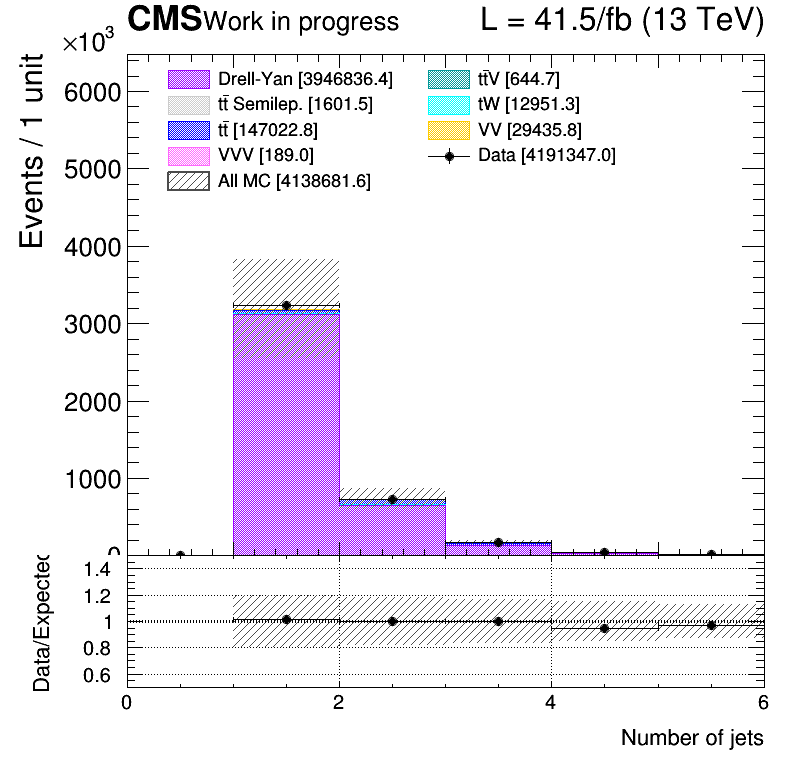 CMS Work in progress L = 41.5/fb (13 TeV)
×10³
Events / 1 unit
6000
5000
4000
3000
2000
1000
0
Drell-Yan [3946836.4]
tt̄ Semilep. [1601.5]
tt̄ [147022.8]
VVV [189.0]
All MC [4138681.6]
tt̄V [644.7]
tW [12951.3]
VV [29435.8]
Data [4191347.0]
Data/Expected
1.4
1.2
1
0.8
0.6
0 2 4 6
Number of jets